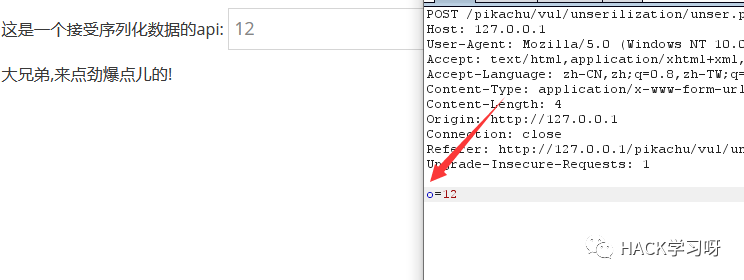 这是一个接受序列化数据的api:
12
大兄弟,来点劲爆点儿的!
POST /pikachu/vul/unserilization/unser.p
Host: 127.0.0.1
User-Agent: Mozilla/5.0 (Windows NT 10.0
Accept: text/html,application/xhtml+xml,
Accept-Language: zh-CN,zh;q=0.8,zh-TW;q=
Content-Type: application/x-www-form-url
Content-Length: 4
Origin: http://127.0.0.1
Connection: close
Referer: http://127.0.0.1/pikachu/vul/un
Upgrade-Insecure-Requests: 1
o=12
HACK学习呀